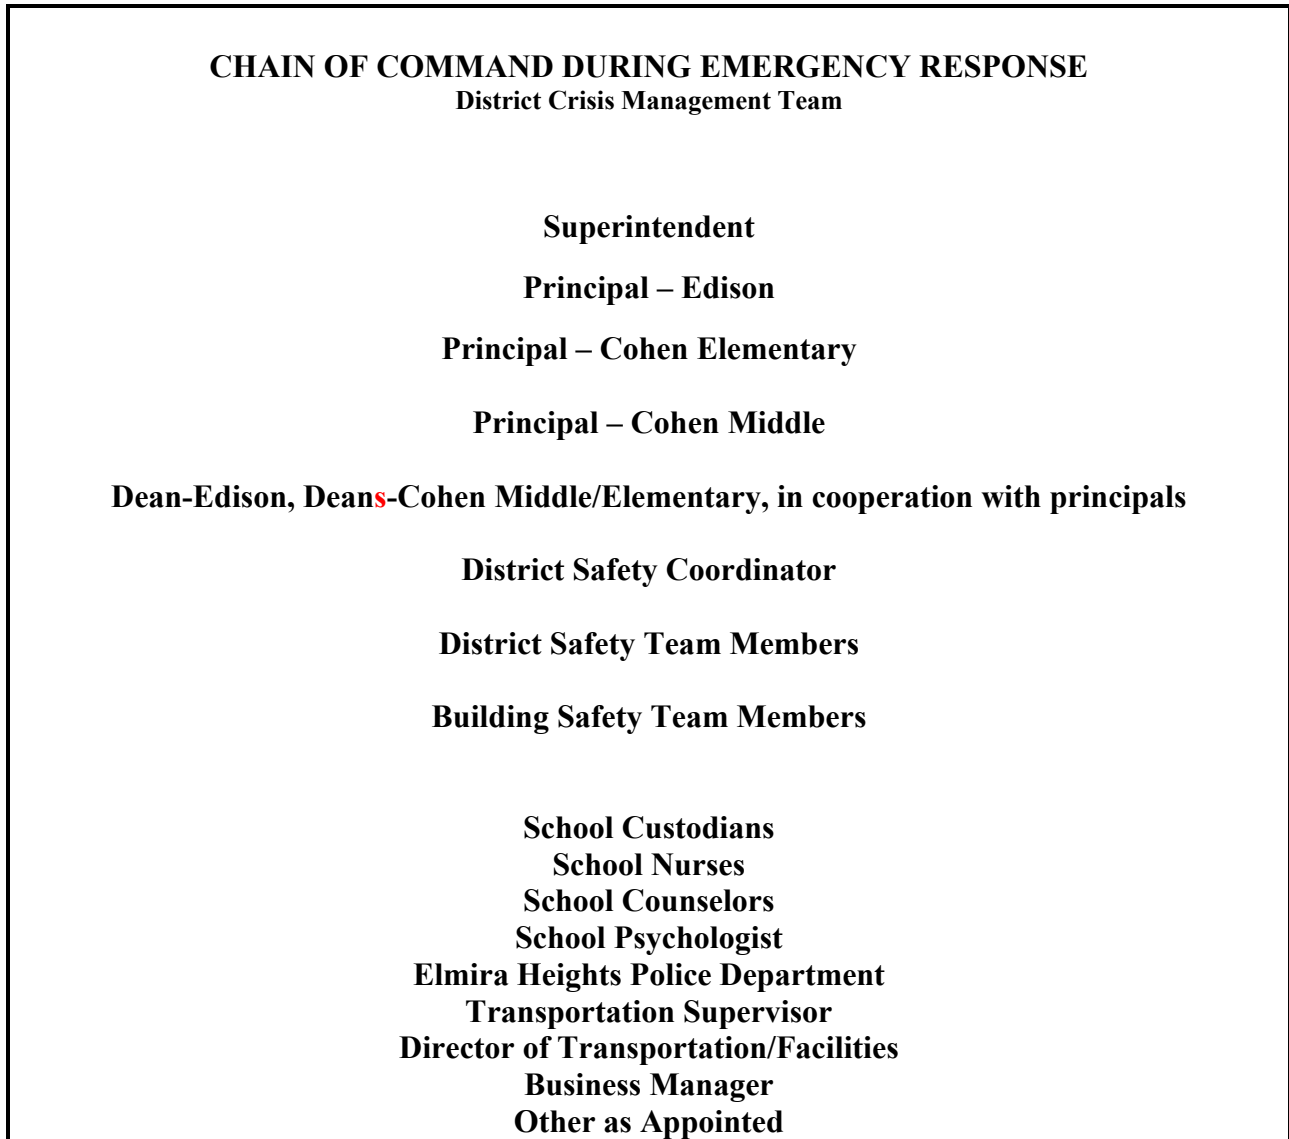 CHAIN OF COMMAND DURING EMERGENCY RESPONSE
District Crisis Management Team
Superintendent
Principal – Edison
Principal – Cohen Elementary
Principal – Cohen Middle
Dean-Edison, Deans-Cohen Middle/Elementary, in cooperation with principals
District Safety Coordinator
District Safety Team Members
Building Safety Team Members
School Custodians
School Nurses
School Counselors
School Psychologist
Elmira Heights Police Department
Transportation Supervisor
Director of Transportation/Facilities
Business Manager
Other as Appointed